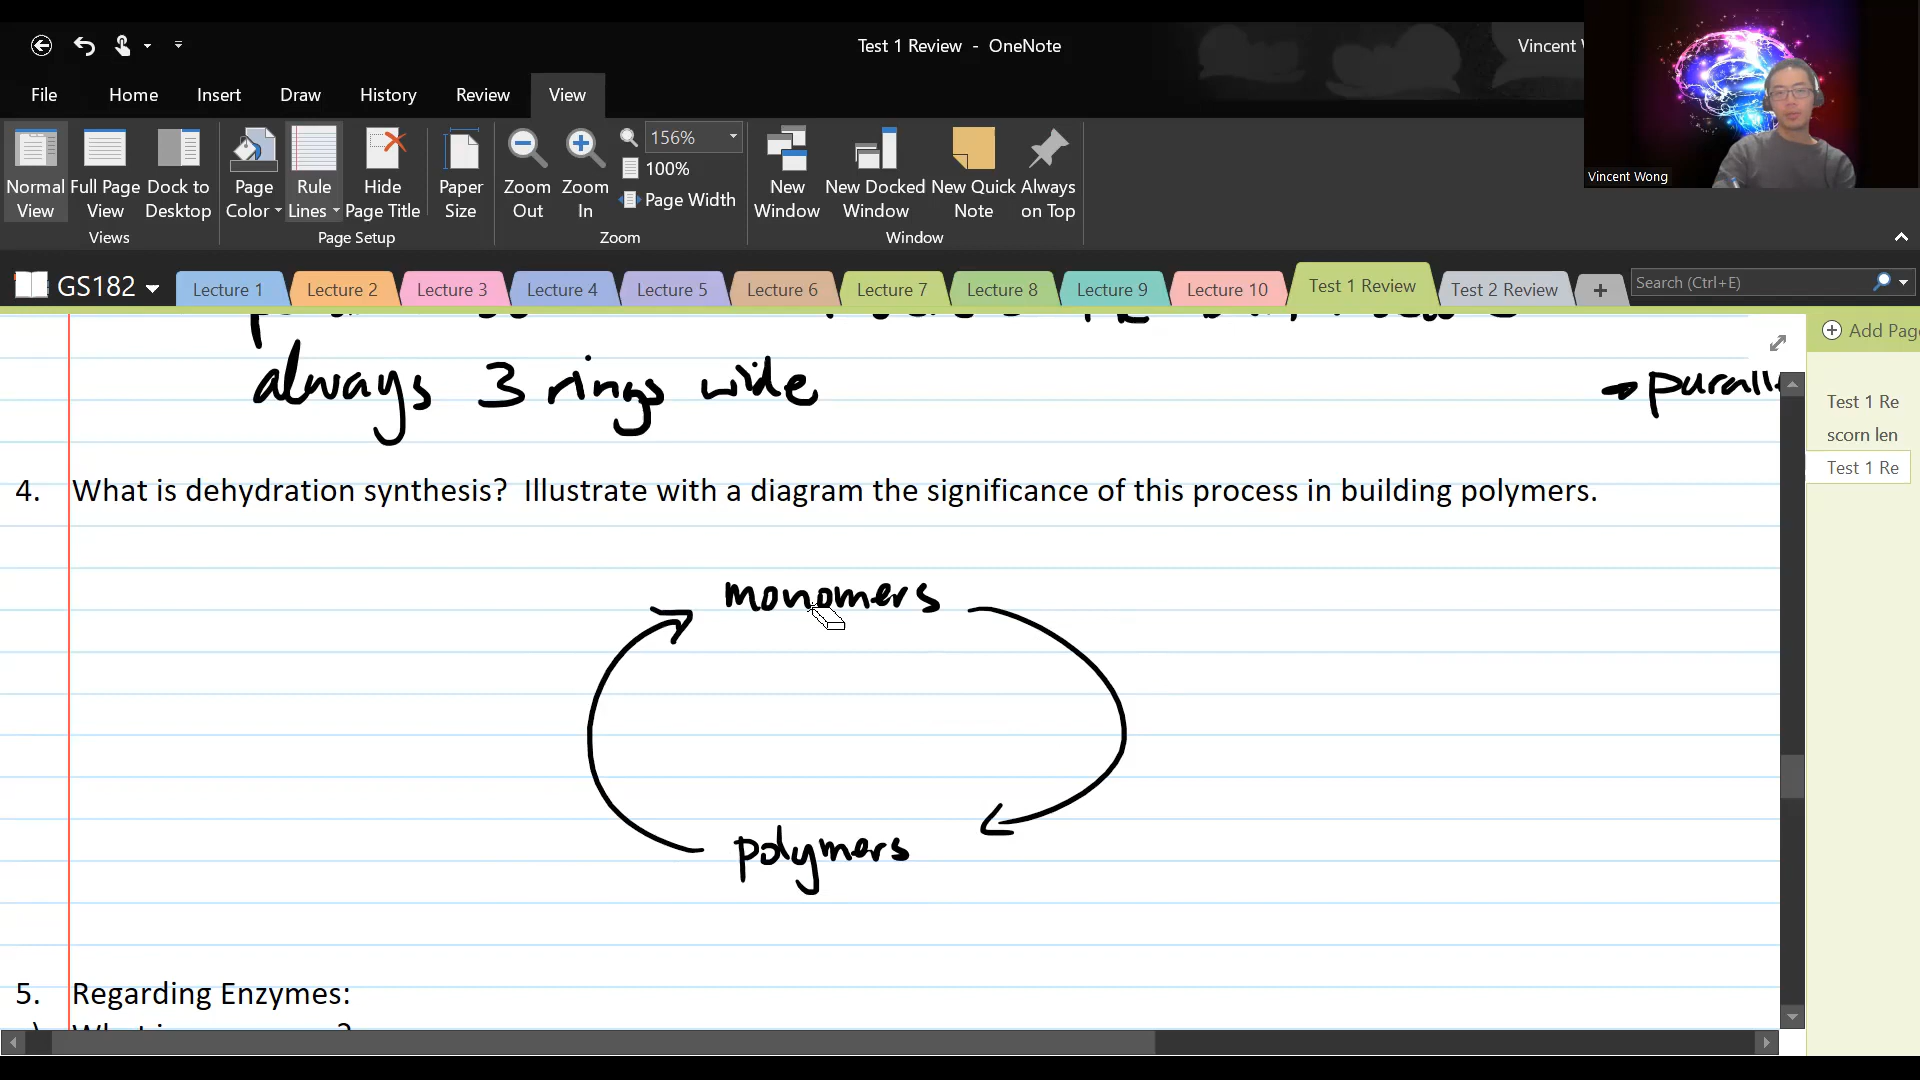 Test 1 Review - OneNote
Vincent
Vincent Wong
File Home Insert Draw History Review View
Normal View
Full Page View
Dock to Desktop
Views
Page Color
Rule Lines
Hide Page Title
Paper Size
Page Setup
Zoom Out
Zoom In
156%
100%
Page Width
Zoom
New Window
New Docked Window
New Quick Note
Always on Top
Window
GS182
Lecture 1 Lecture 2 Lecture 3 Lecture 4 Lecture 5 Lecture 6 Lecture 7 Lecture 8 Lecture 9 Lecture 10 Test 1 Review Test 2 Review +
Search (Ctrl+E)
Add Pag
Test 1 Re
scorn len
Test 1 Re
always 3 rings wide
→ parall
4. What is dehydration synthesis? Illustrate with a diagram the significance of this process in building polymers.
monomers
polymers
5. Regarding Enzymes: